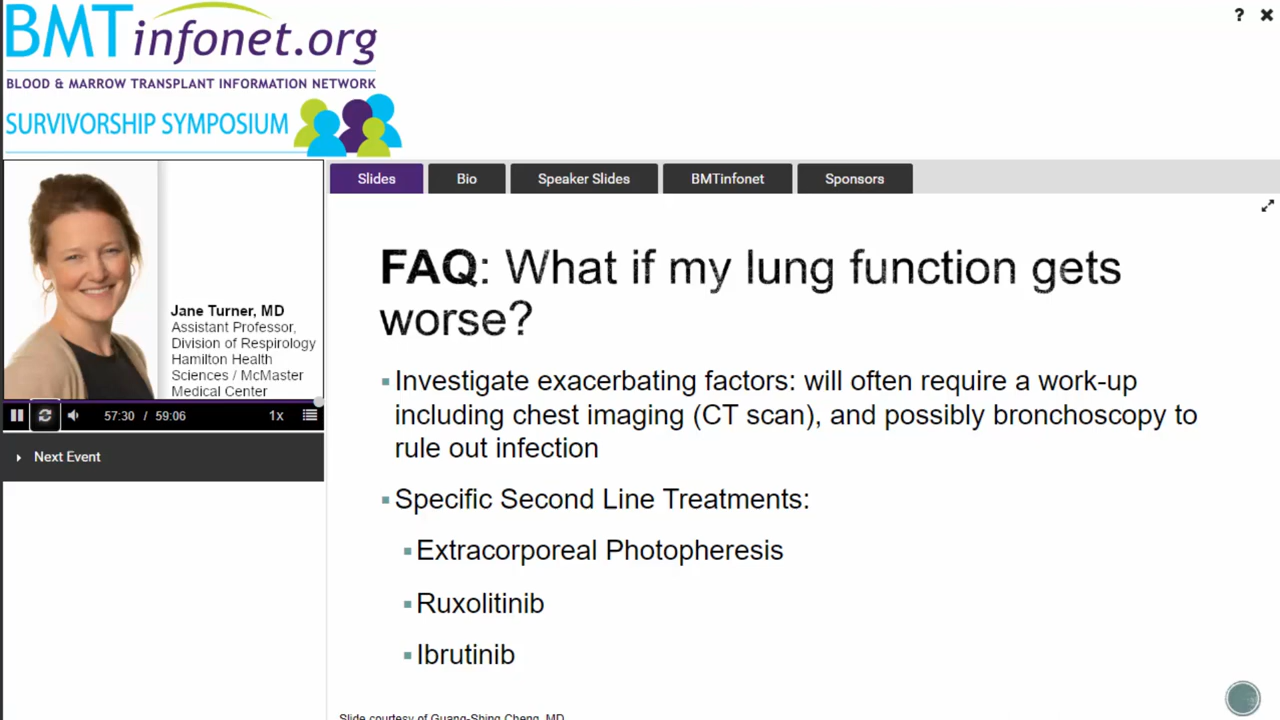 BMT infonet.org
BLOOD & MARROW TRANSPLANT INFORMATION NETWORK
SURVIVORSHIP SYMPOSIUM
? ×
Jane Turner, MD
Assistant Professor,
Division of Respirology
Hamilton Health
Sciences / McMaster
Medical Center
57:30 / 59:06 1x
Next Event
Slides Bio Speaker Slides BMTinfonet Sponsors
FAQ: What if my lung function gets
worse?
Investigate exacerbating factors: will often require a work-up
including chest imaging (CT scan), and possibly bronchoscopy to
rule out infection
Specific Second Line Treatments:
Extracorporeal Photopheresis
Ruxolitinib
Ibrutinib
Slide courtesy of Guang-Shing Cheng, MD